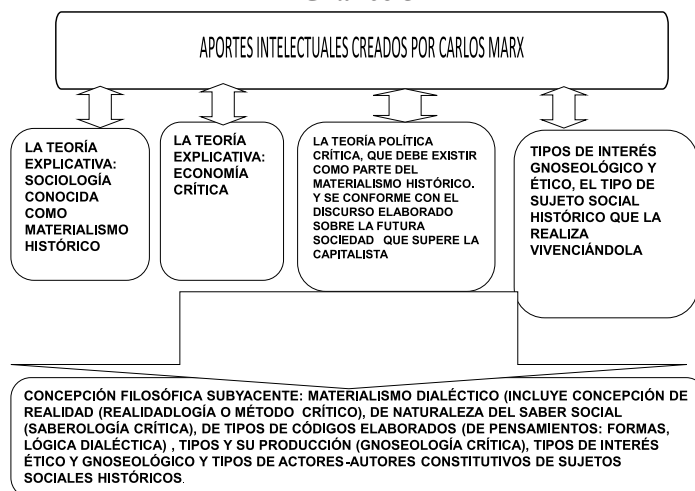 APORTES INTELECTUALES CREADOS POR CARLOS MARX
LA TEORÍA
EXPLICATIVA:
SOCIOLOGÍA
CONOCIDA
COMO
MATERIALISMO
HISTÓRICO
LA TEORÍA
EXPLICATIVA:
ECONOMÍA
CRÍTICA
LA TEORÍA POLÍTICA
CRÍTICA, QUE DEBE EXISTIR
COMO PARTE DEL
MATERIALISMO HISTÓRICO.
Y SE CONFORME CON EL
DISCURSO ELABORADO
SOBRE LA FUTURA
SOCIEDAD QUE SUPERE LA
CAPITALISTA
TIPOS DE INTERÉS
GNOSEOLÓGICO Y
ÉTICO, EL TIPO DE
SUJETO SOCIAL
HISTÓRICO QUE LA
REALIZA
VIVENCIÁNDOLA
CONCEPCIÓN FILOSÓFICA SUBYACENTE: MATERIALISMO DIALÉCTICO (INCLUYE CONCEPCIÓN DE
REALIDAD (REALIDADLOGÍA O MÉTODO CRÍTICO), DE NATURALEZA DEL SABER SOCIAL
(SABEROLOGÍA CRÍTICA), DE TIPOS DE CÓDIGOS ELABORADOS (DE PENSAMIENTOS: FORMAS,
LÓGICA DIALÉCTICA) , TIPOS Y SU PRODUCCIÓN (GNOSEOLOGÍA CRÍTICA), TIPOS DE INTERÉS
ÉTICO Y GNOSEOLÓGICO Y TIPOS DE ACTORES-AUTORES CONSTITUTIVOS DE SUJETOS
SOCIALES HISTÓRICOS.